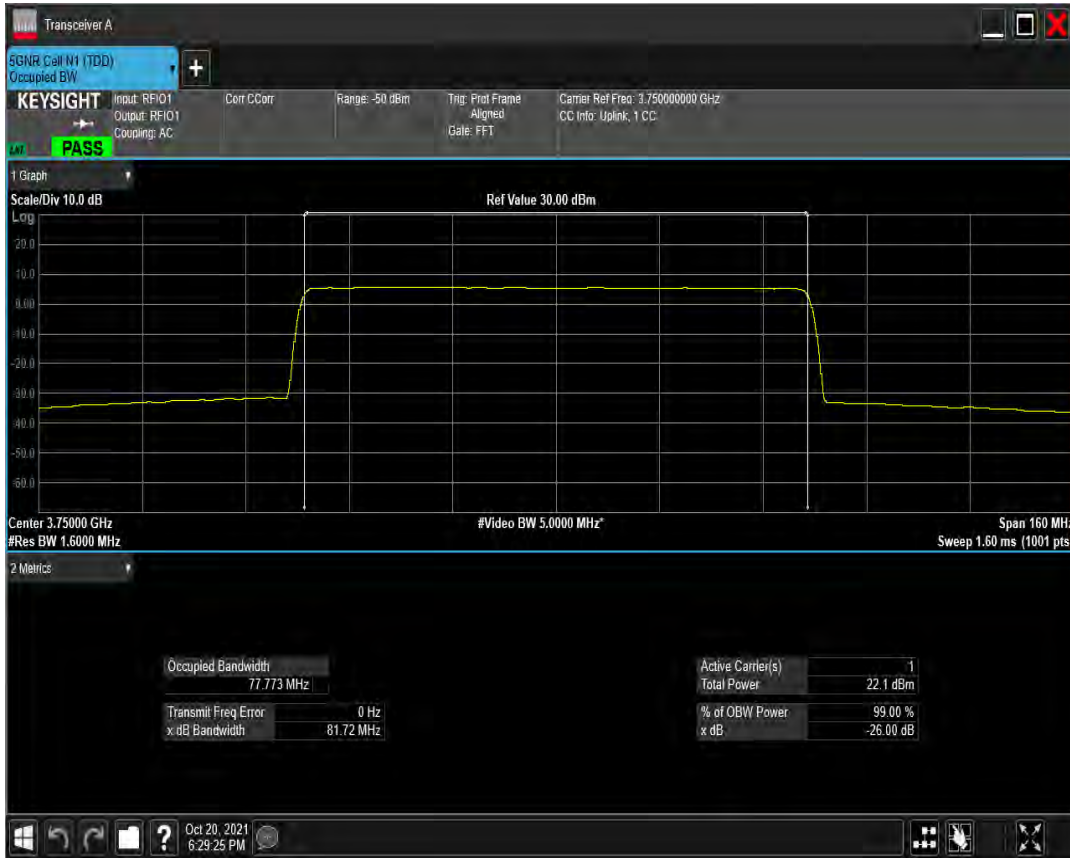 Transceiver A
5GNR Cell N1 (TDD)
Occupied BW
+
KEYSIGHT
Input: RFIO1
Output: RFIO1
Coupling: AC
Corr CCorr
Range: -50 dBm
Trig: Prot Frame
Aligned
Gate: FFT
Carrier Ref Freq: 3.750000000 GHz
CC Info: Uplink, 1 CC
PASS
1 Graph
Scale/Div 10.0 dB
Ref Value 30.00 dBm
Log
20.0
10.0
0.00
-10.0
-20.0
-30.0
-40.0
-50.0
-60.0
Center 3.75000 GHz
#Video BW 5.0000 MHz*
Span 160 MHz
#Res BW 1.6000 MHz
Sweep 1.60 ms (1001 pts
2 Metrics
Occupied Bandwidth
77.773 MHz
Transmit Freq Error 0 Hz
x dB Bandwidth 81.72 MHz
Active Carrier(s) 1
Total Power 22.1 dBm
% of OBW Power 99.00 %
x dB -26.00 dB
?
Oct 20, 2021
6:29:25 PM